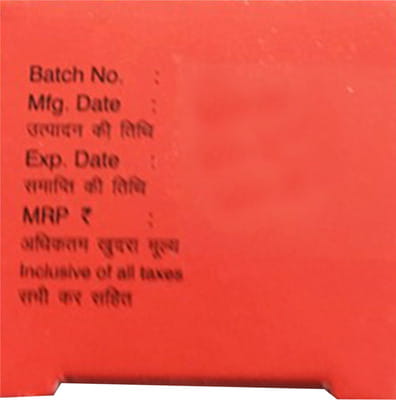 Batch No. :
Mfg. Date :
उत्पादन की तिथि
Exp. Date :
समाप्ति की तिथि
MRP ₹ :
अधिकतम खुदरा मूल्य
Inclusive of all taxes
सभी कर सहित